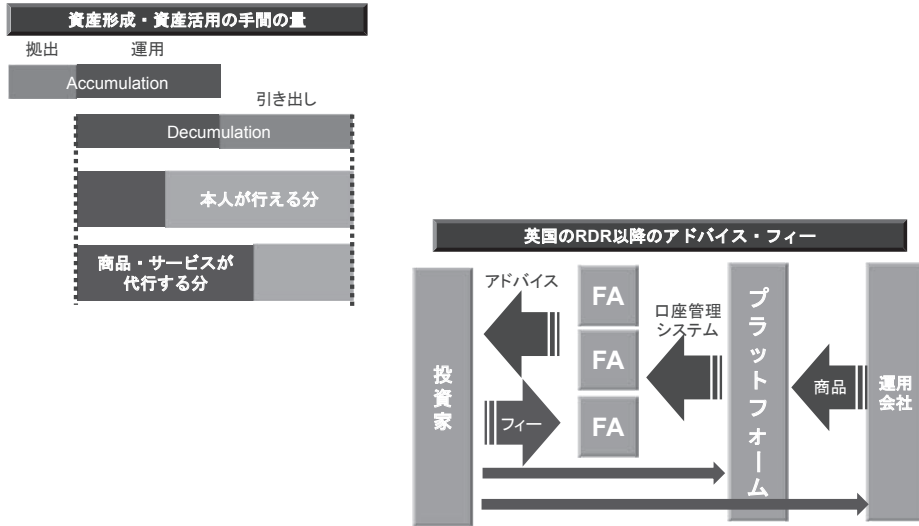 資産形成・資産活用の手間の量
拠出
運用
Accumulation
引き出し
Decumulation
本人が行える分
商品・サービスが
代行する分
英国のRDR以降のアドバイス・フィー
投資家
アドバイス
フィー
FA
FA
FA
口座管理
システム
プラットフォーム
商品
運用
会社